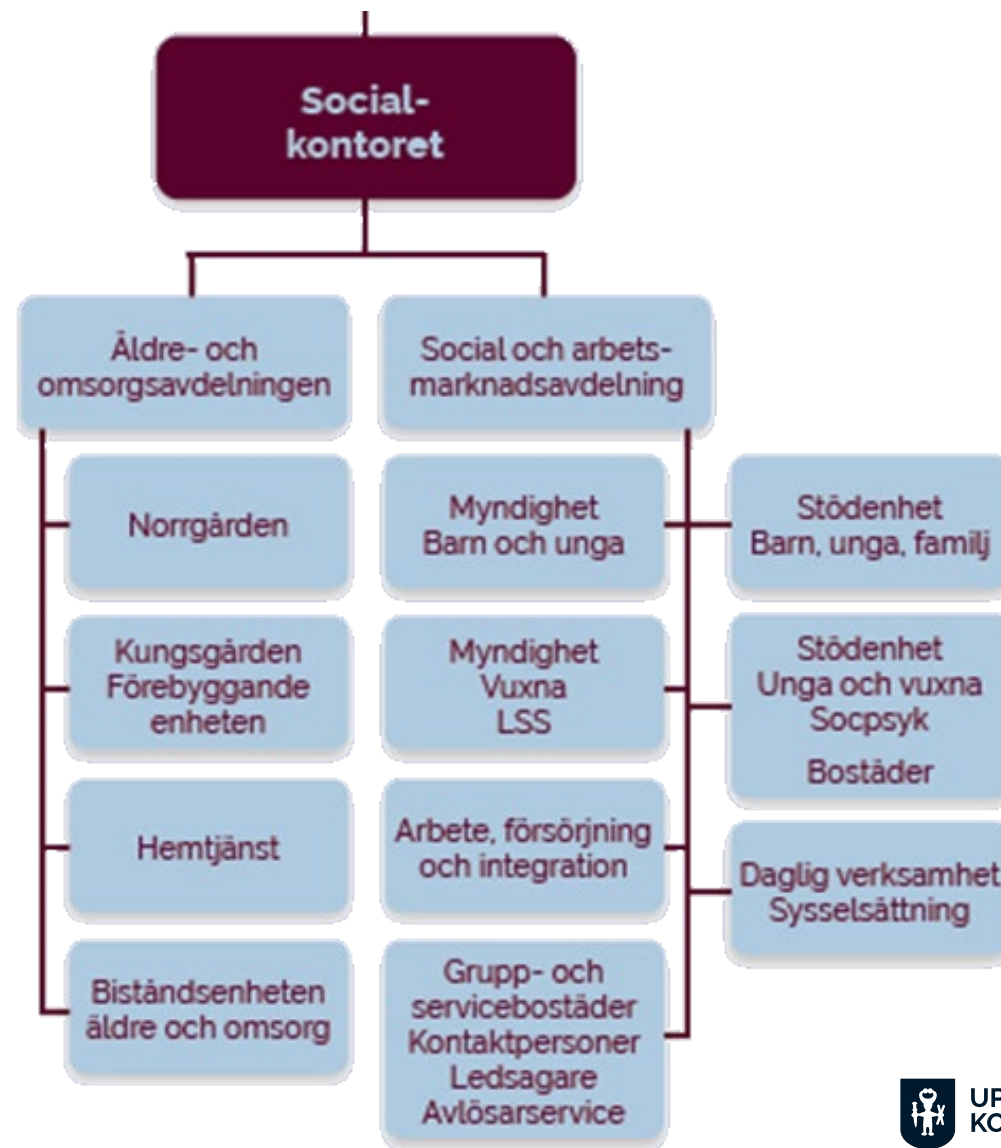 Social-
kontoret
Äldre- och
omsorgsavdelningen
Social och arbets-
marknadsavdelning
Norrgården
Kungsgården
Förebyggande
enheten
Hemtjänst
Biståndsenheten
äldre och omsorg
Myndighet
Barn och unga
Myndighet
Vuxna
LSS
Arbete, försörjning
och integration
Grupp- och
servicebostäder
Kontaktpersoner
Ledsagare
Avlösarservice
Stödenhet
Barn, unga, familj
Stödenhet
Unga och vuxna
Socpsyk
Bostäder
Daglig verksamhet
Sysselsättning
UP
KO